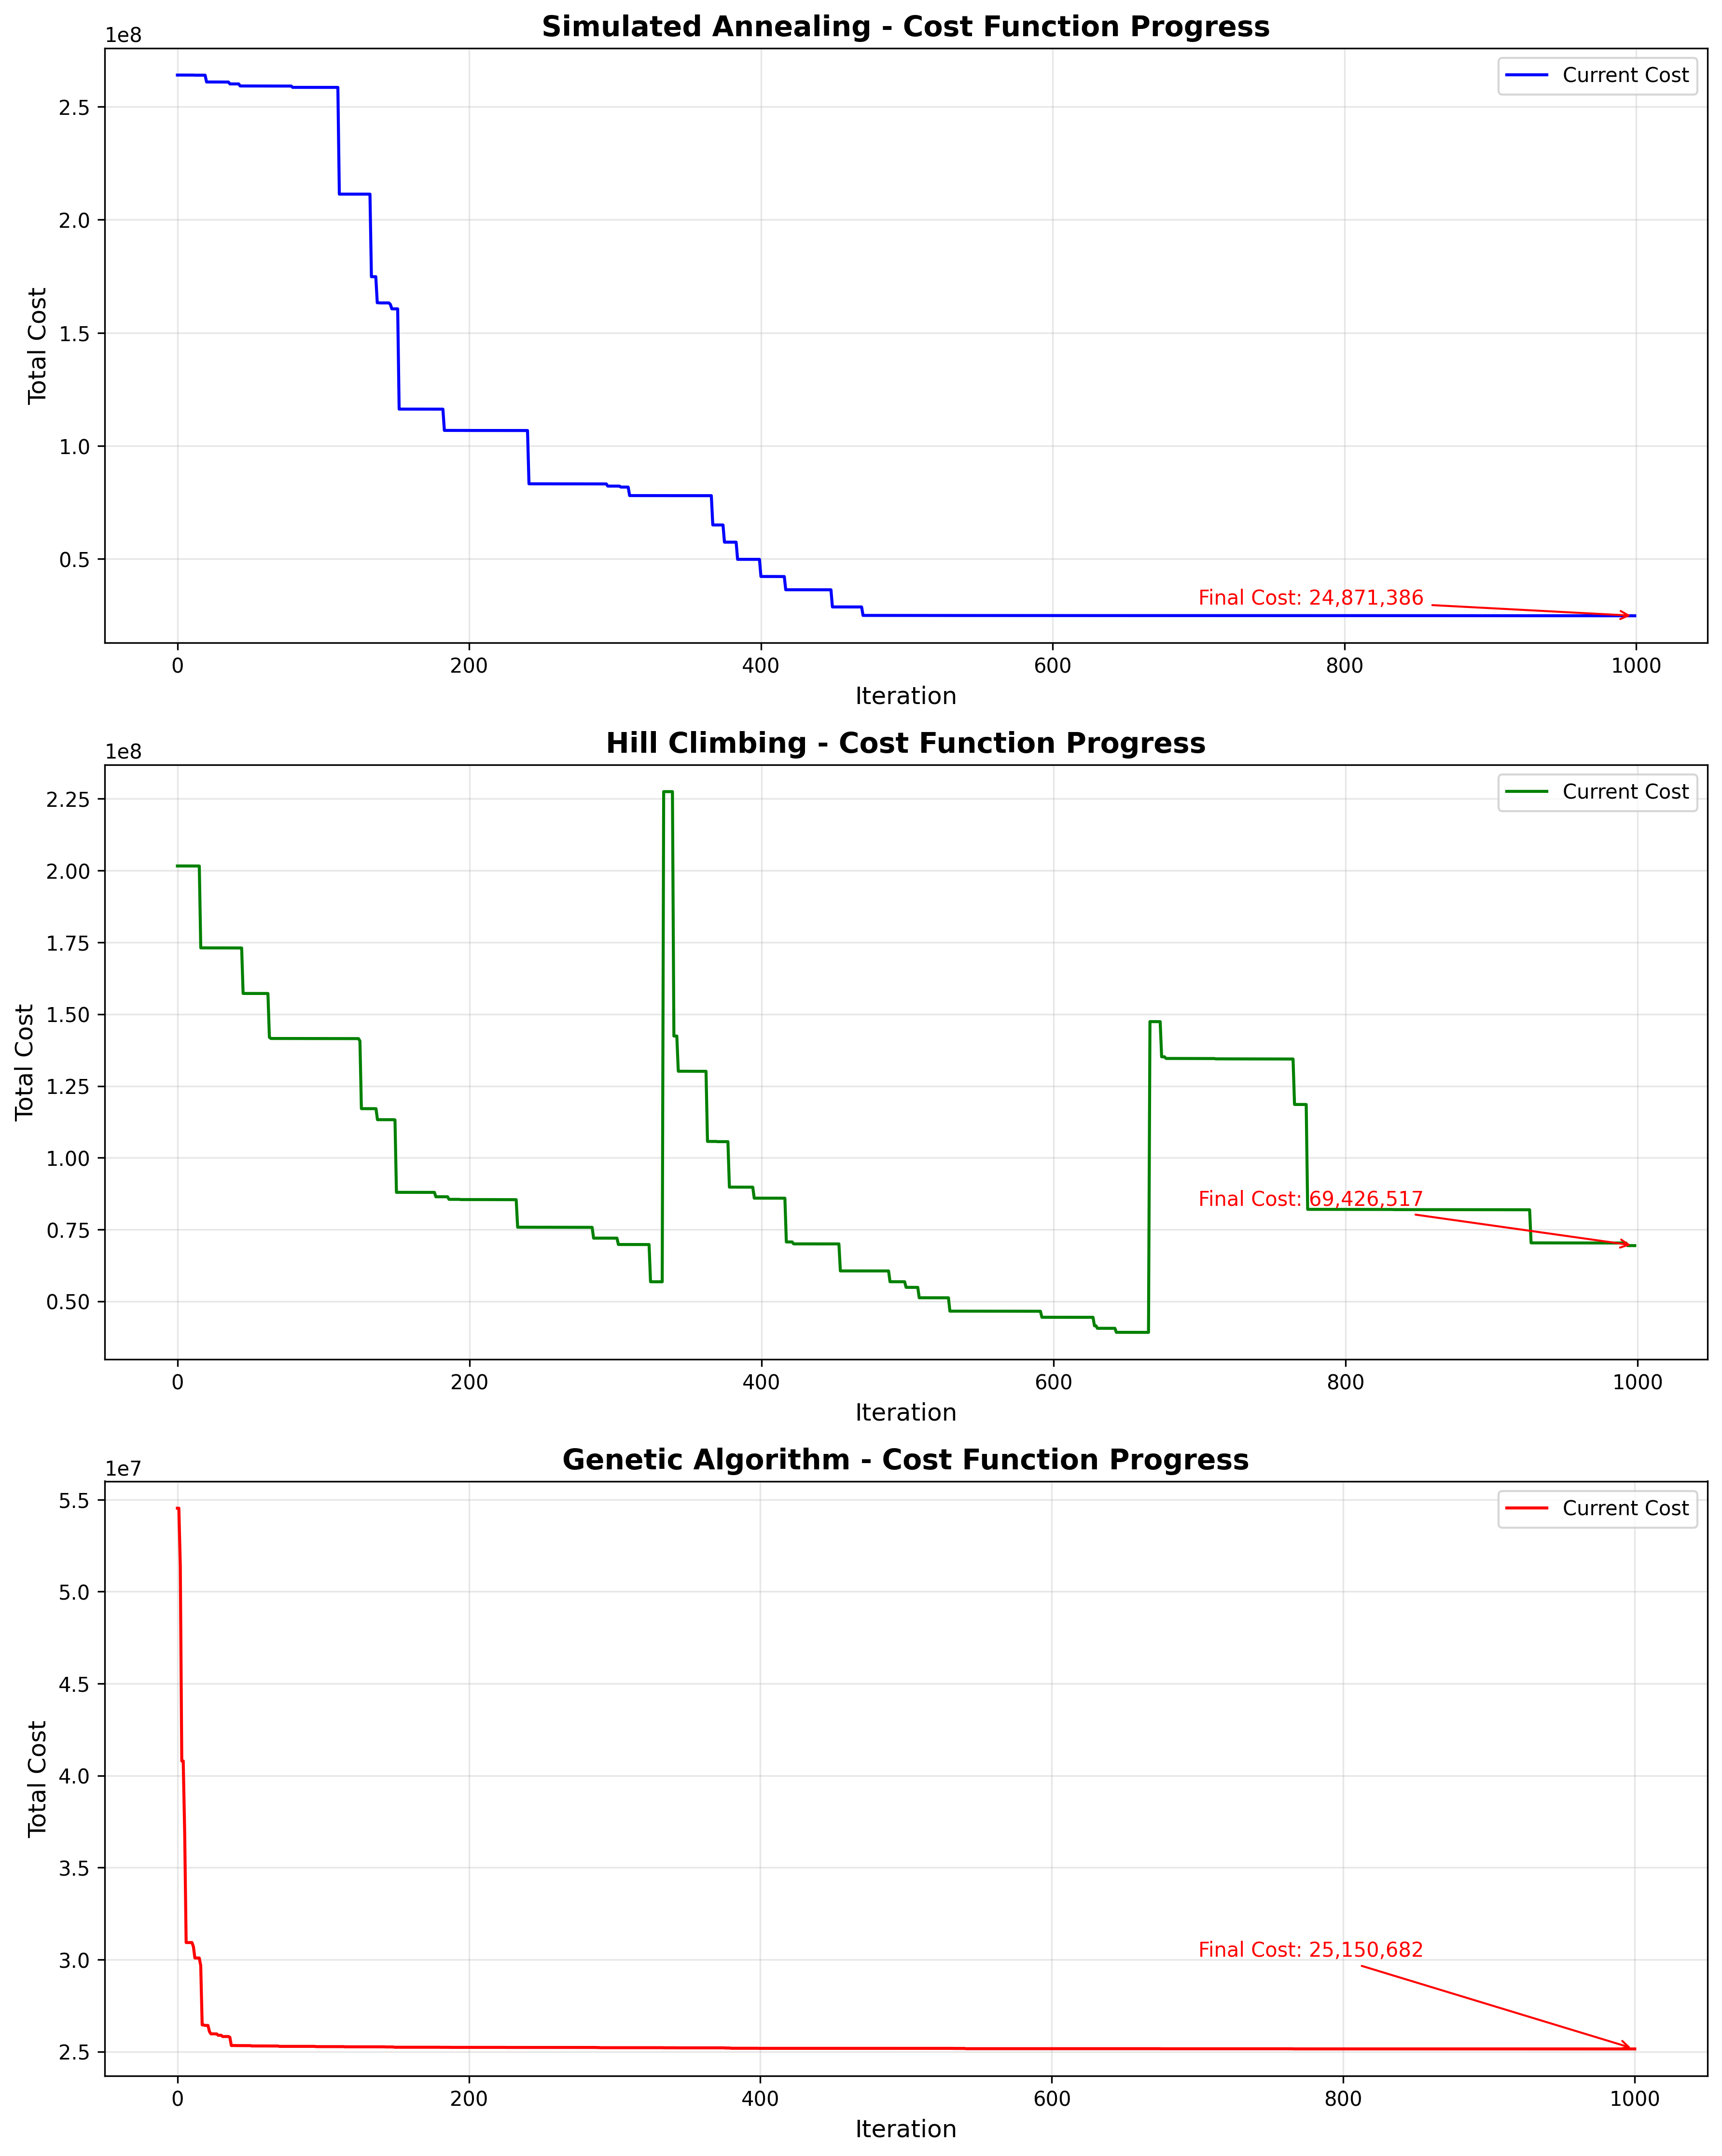 Simulated Annealing - Cost Function Progress
1e8
Current Cost
2.5
2.0
1.5
1.0
0.5
Total Cost
Final Cost: 24,871,386
0 200 400 600 800 1000
Iteration
Hill Climbing - Cost Function Progress
1e8
Current Cost
2.25
2.00
1.75
1.50
1.25
1.00
0.75
0.50
Total Cost
Final Cost: 69,426,517
0 200 400 600 800 1000
Iteration
Genetic Algorithm - Cost Function Progress
1e7
Current Cost
5.5
5.0
4.5
4.0
3.5
3.0
2.5
Total Cost
Final Cost: 25,150,682
0 200 400 600 800 1000
Iteration